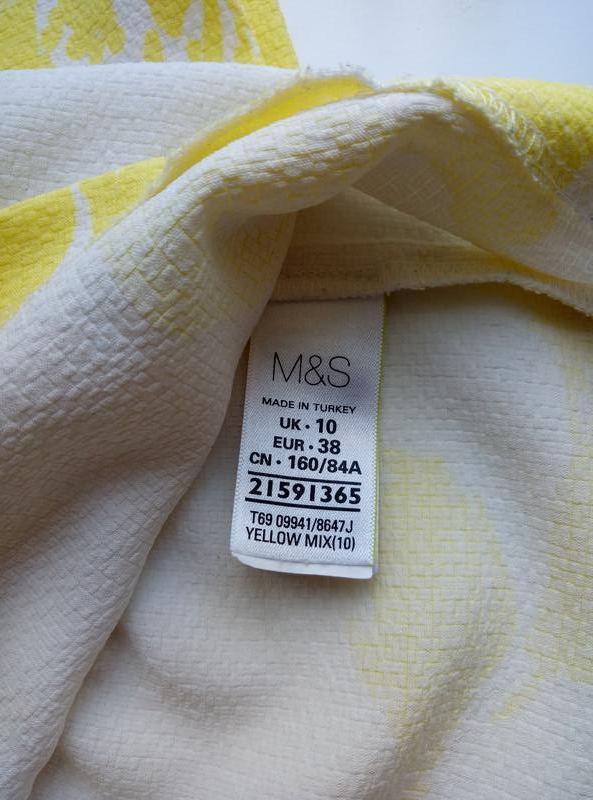 M&S
MADE IN TURKEY
UK · 10
EUR · 38
CN · 160/84A
21591365
T69 09941/8647J
YELLOW MIX(10)